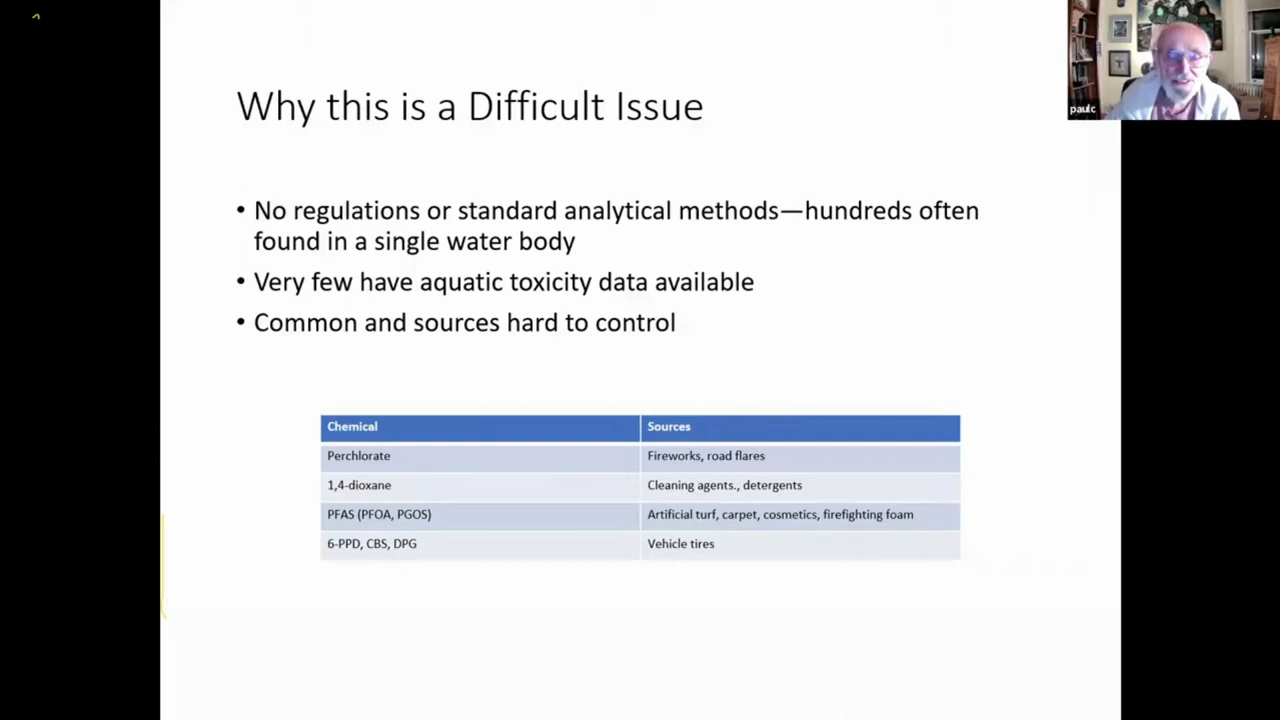 Why this is a Difficult Issue
paulc
• No regulations or standard analytical methods—hundreds often
found in a single water body
• Very few have aquatic toxicity data available
• Common and sources hard to control
Chemical Sources
Perchlorate Fireworks, road flares
1,4-dioxane Cleaning agents., detergents
PFAS (PFOA, PGOS) Artificial turf, carpet, cosmetics, firefighting foam
6-PPD, CBS, DPG Vehicle tires